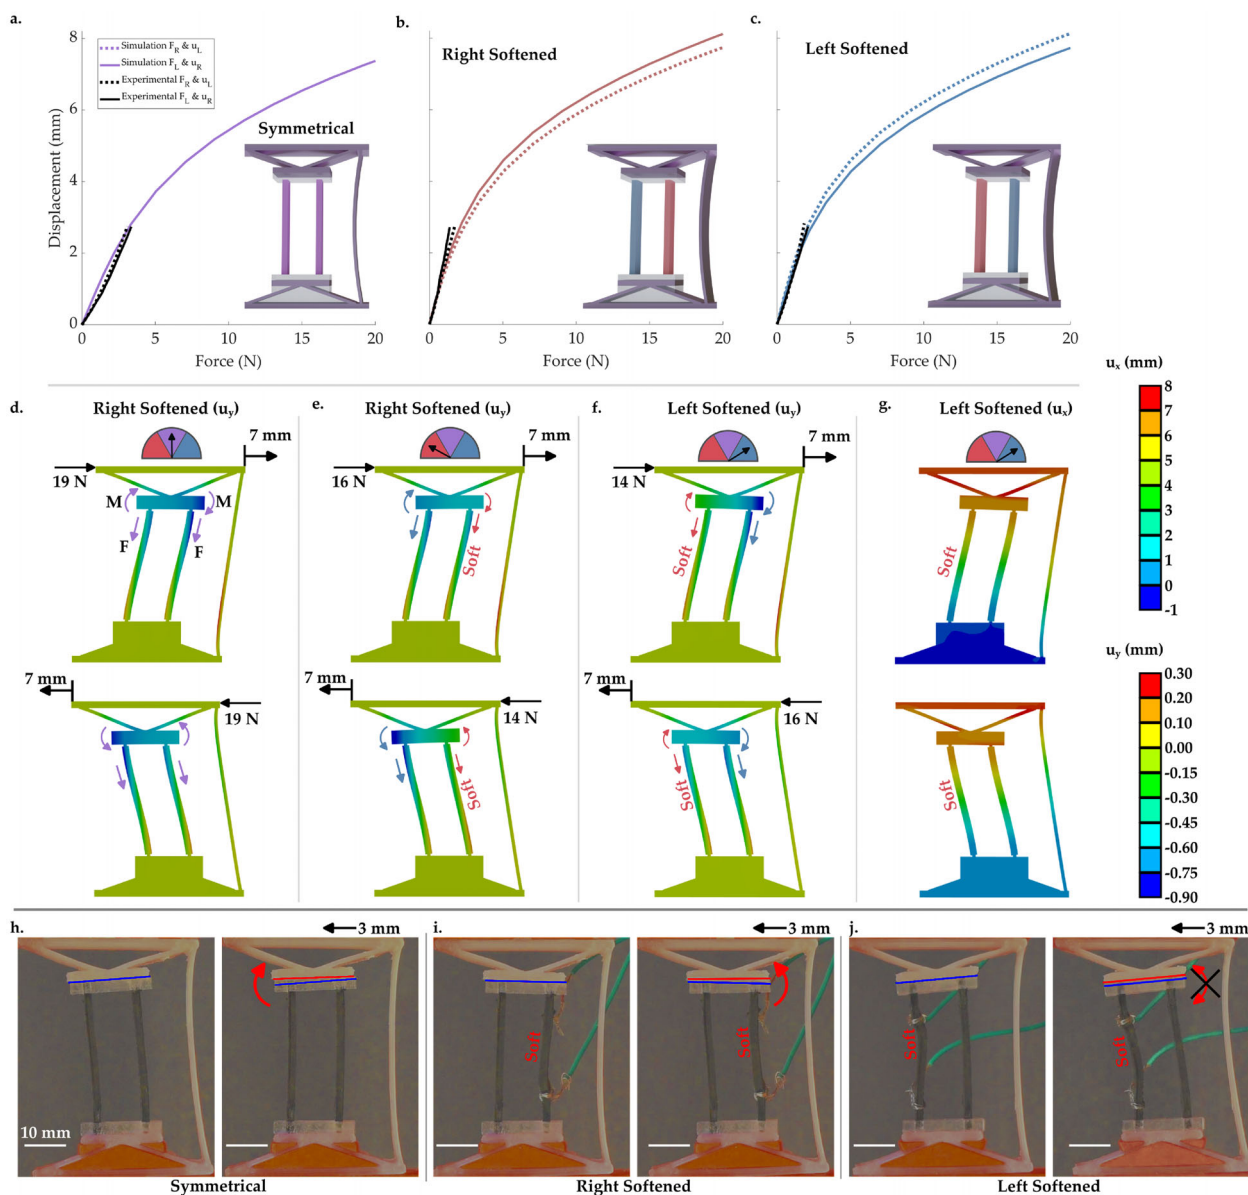 a.
b.
c.
Simulation F_R & u_L
Simulation F_L & u_R
Experimental F_R & u_L
Experimental F_L & u_R
Symmetrical
Right Softened
Left Softened
Displacement (mm)
8
6
4
2
0
0 5 10 15 20
0 5 10 15 20
Force (N)
Force (N)
Force (N)
d.
Right Softened (u_y)
e.
Right Softened (u_y)
f.
Left Softened (u_y)
g.
Left Softened (u_x)
7 mm
19 N
M
M
F
F
7 mm
16 N
Soft
7 mm
14 N
Soft
Soft
7 mm
19 N
7 mm
14 N
Soft
7 mm
16 N
Soft
Soft
u_x (mm)
8
7
6
5
4
3
2
1
0
-1
u_y (mm)
0.30
0.20
0.10
0.00
-0.15
-0.30
-0.45
-0.60
-0.75
-0.90
h.
3 mm
i.
3 mm
j.
3 mm
10 mm
Soft
Soft
Soft
Soft
Symmetrical
Right Softened
Left Softened
0 5 10 15 20